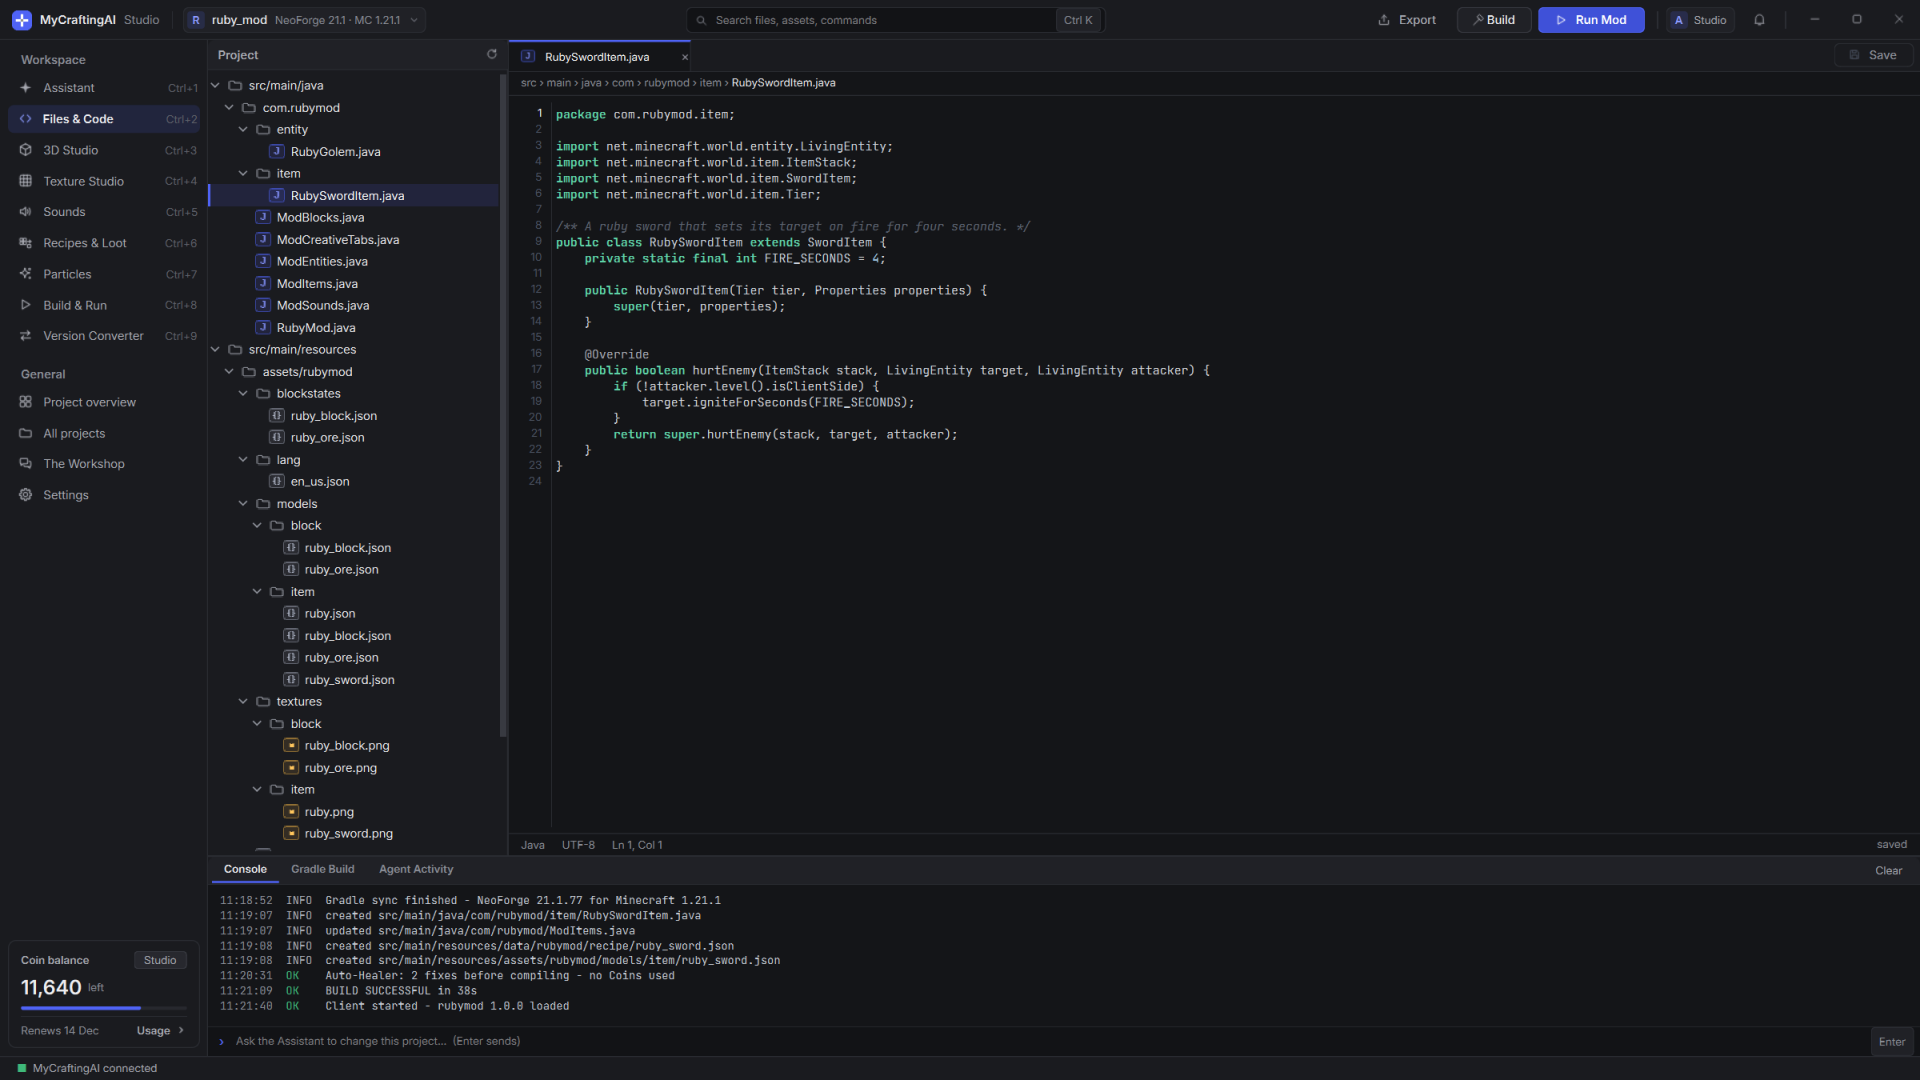 MyCraftingAI Studio
R ruby_mod NeoForge 21.1 · MC 1.21.1
Search files, assets, commands Ctrl K
Export
Build
Run Mod
A Studio
Workspace
Assistant Ctrl+1
Files & Code Ctrl+2
3D Studio Ctrl+3
Texture Studio Ctrl+4
Sounds Ctrl+5
Recipes & Loot Ctrl+6
Particles Ctrl+7
Build & Run Ctrl+8
Version Converter Ctrl+9
General
Project overview
All projects
The Workshop
Settings
Coin balance Studio
11,640 left
Renews 14 Dec Usage
Project
src/main/java
com.rubymod
entity
J RubyGolem.java
item
J RubySwordItem.java
J ModBlocks.java
J ModCreativeTabs.java
J ModEntities.java
J ModItems.java
J ModSounds.java
J RubyMod.java
src/main/resources
assets/rubymod
blockstates
{} ruby_block.json
{} ruby_ore.json
lang
{} en_us.json
models
block
{} ruby_block.json
{} ruby_ore.json
item
{} ruby.json
{} ruby_block.json
{} ruby_ore.json
{} ruby_sword.json
textures
block
ruby_block.png
ruby_ore.png
item
ruby.png
ruby_sword.png
J RubySwordItem.java ×
Save
src › main › java › com › rubymod › item › RubySwordItem.java
1 package com.rubymod.item;
2
3 import net.minecraft.world.entity.LivingEntity;
4 import net.minecraft.world.item.ItemStack;
5 import net.minecraft.world.item.SwordItem;
6 import net.minecraft.world.item.Tier;
7
8 /** A ruby sword that sets its target on fire for four seconds. */
9 public class RubySwordItem extends SwordItem {
10 private static final int FIRE_SECONDS = 4;
11
12 public RubySwordItem(Tier tier, Properties properties) {
13 super(tier, properties);
14 }
15
16 @Override
17 public boolean hurtEnemy(ItemStack stack, LivingEntity target, LivingEntity attacker) {
18 if (!attacker.level().isClientSide) {
19 target.igniteForSeconds(FIRE_SECONDS);
20 }
21 return super.hurtEnemy(stack, target, attacker);
22 }
23 }
24
Java UTF-8 Ln 1, Col 1 saved
Console Gradle Build Agent Activity Clear
11:18:52 INFO Gradle sync finished - NeoForge 21.1.77 for Minecraft 1.21.1
11:19:07 INFO created src/main/java/com/rubymod/item/RubySwordItem.java
11:19:07 INFO updated src/main/java/com/rubymod/ModItems.java
11:19:08 INFO created src/main/resources/data/rubymod/recipe/ruby_sword.json
11:19:08 INFO created src/main/resources/assets/rubymod/models/item/ruby_sword.json
11:20:31 OK Auto-Healer: 2 fixes before compiling - no Coins used
11:21:09 OK BUILD SUCCESSFUL in 38s
11:21:40 OK Client started - rubymod 1.0.0 loaded
› Ask the Assistant to change this project... (Enter sends) Enter
MyCraftingAI connected